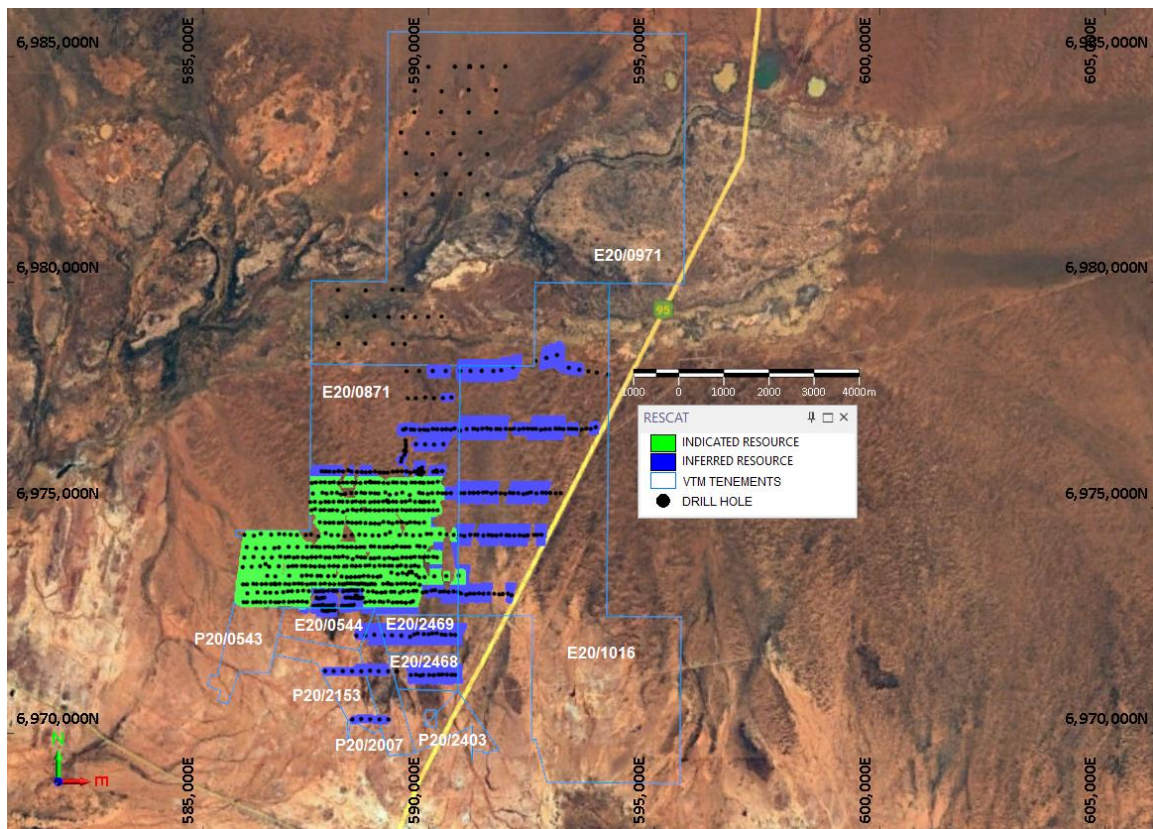 585,000E
590,000E
595,000E
600,000E
605,000E
6,985,000N
6,985,000N
E20/0971
6,980,000N
6,980,000N
95
E20/0871
1000 0 1000 2000 3000 4000m
RESCAT
INDICATED RESOURCE
INFERRED RESOURCE
VTM TENEMENTS
DRILL HOLE
6,975,000N
6,975,000N
E20/0544
E20/2469
P20/0543
E20/2468
E20/1016
P20/2153
6,970,000N
6,970,000N
P20/2007
P20/2403
N
E
585,000E
590,000E
595,000E
600,000E
605,000E